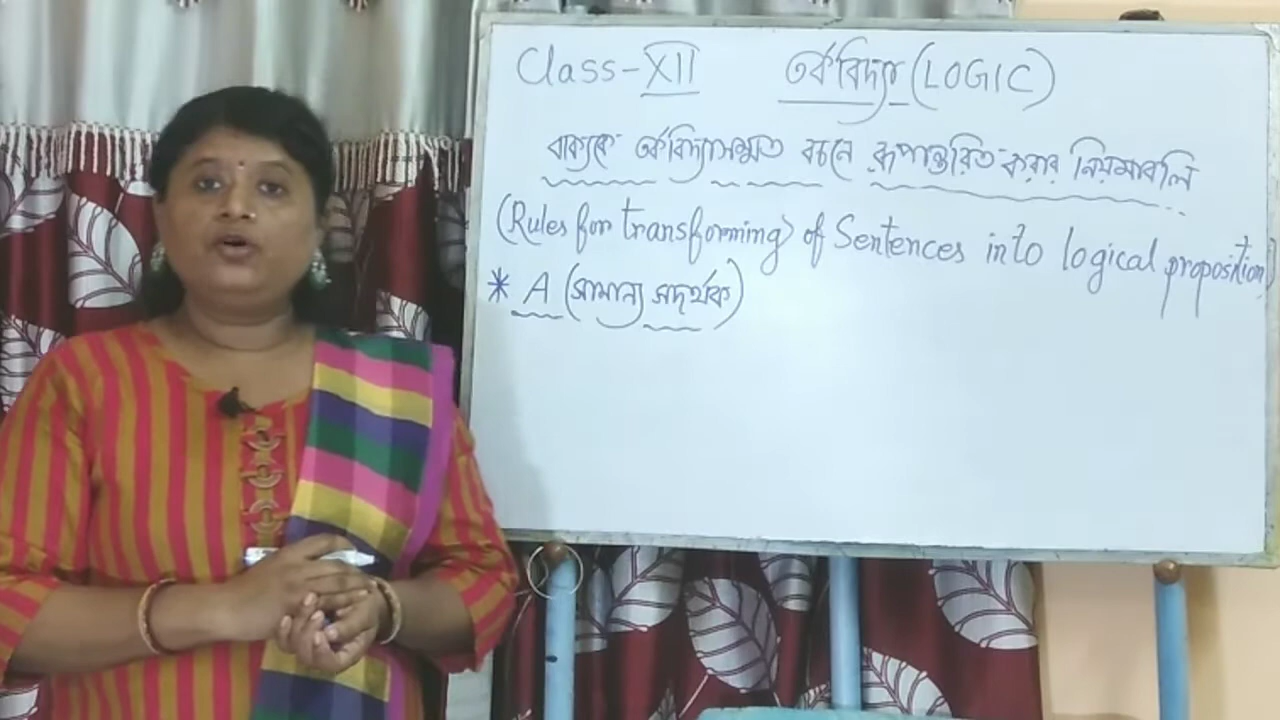 Class-XII তর্কবিদ্যা (LOGIC)
বাক্যকে তর্কবিদ্যাসম্মত বচনে রূপান্তরিত করার নিয়মাবলি
(Rules for transforming) of Sentences into logical proposition)
* A (সামান্য সদর্থক)